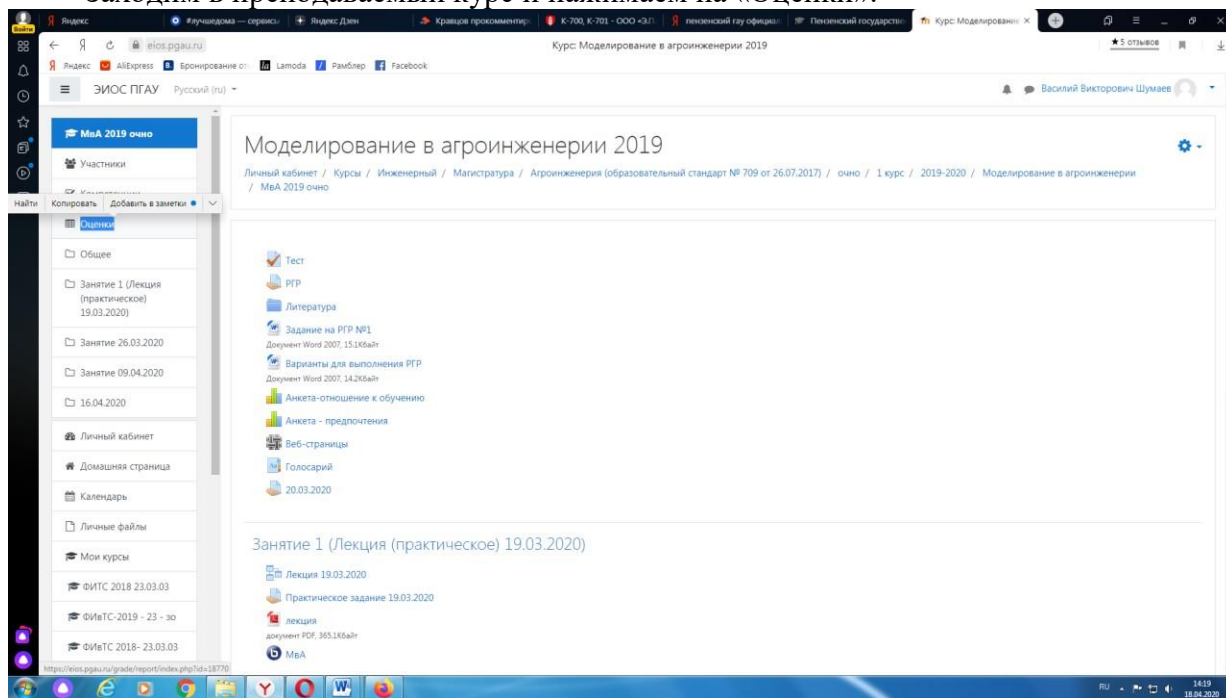 Заходим в преподаваемый курс и нажимаем на «Оценки».
Яндекс
#лучшедома — сервисы
Яндекс Дзен
Кравцов прокомментир
К-700, К-701 - ООО «З.П.
пензенский гау официал
Пензенский государстве
Курс: Моделирование
Войти
eios.pgau.ru
Курс: Моделирование в агроинженерии 2019
★5 отзывов
Яндекс
AliExpress
Бронирование от
Lamoda
Рамблер
Facebook
ЭИОС ПГАУ Русский (ru)
Василий Викторович Шумаев
МвА 2019 очно
Участники
Компетенции
Найти Копировать Добавить в заметки
Оценки
Общее
Занятие 1 (Лекция
(практическое)
19.03.2020)
Занятие 26.03.2020
Занятие 09.04.2020
16.04.2020
Личный кабинет
Домашняя страница
Календарь
Личные файлы
Мои курсы
ФИТС 2018 23.03.03
ФИвТС-2019 - 23 - зо
ФИвТС 2018- 23.03.03
Моделирование в агроинженерии 2019
Личный кабинет / Курсы / Инженерный / Магистратура / Агроинженерия (образовательный стандарт № 709 от 26.07.2017) / очно / 1 курс / 2019-2020 / Моделирование в агроинженерии
/ МвА 2019 очно
Тест
РГР
Литература
Задание на РГР №1
Документ Word 2007, 15.1Кбайт
Варианты для выполнения РГР
Документ Word 2007, 14.2Кбайт
Анкета-отношение к обучению
Анкета - предпочтения
Веб-страницы
Голосарий
20.03.2020
Занятие 1 (Лекция (практическое) 19.03.2020)
Лекция 19.03.2020
Практическое задание 19.03.2020
лекция
документ PDF, 365.1Кбайт
МвА
https://eios.pgau.ru/grade/report/index.php?id=18770
RU
14:19
18.04.2020